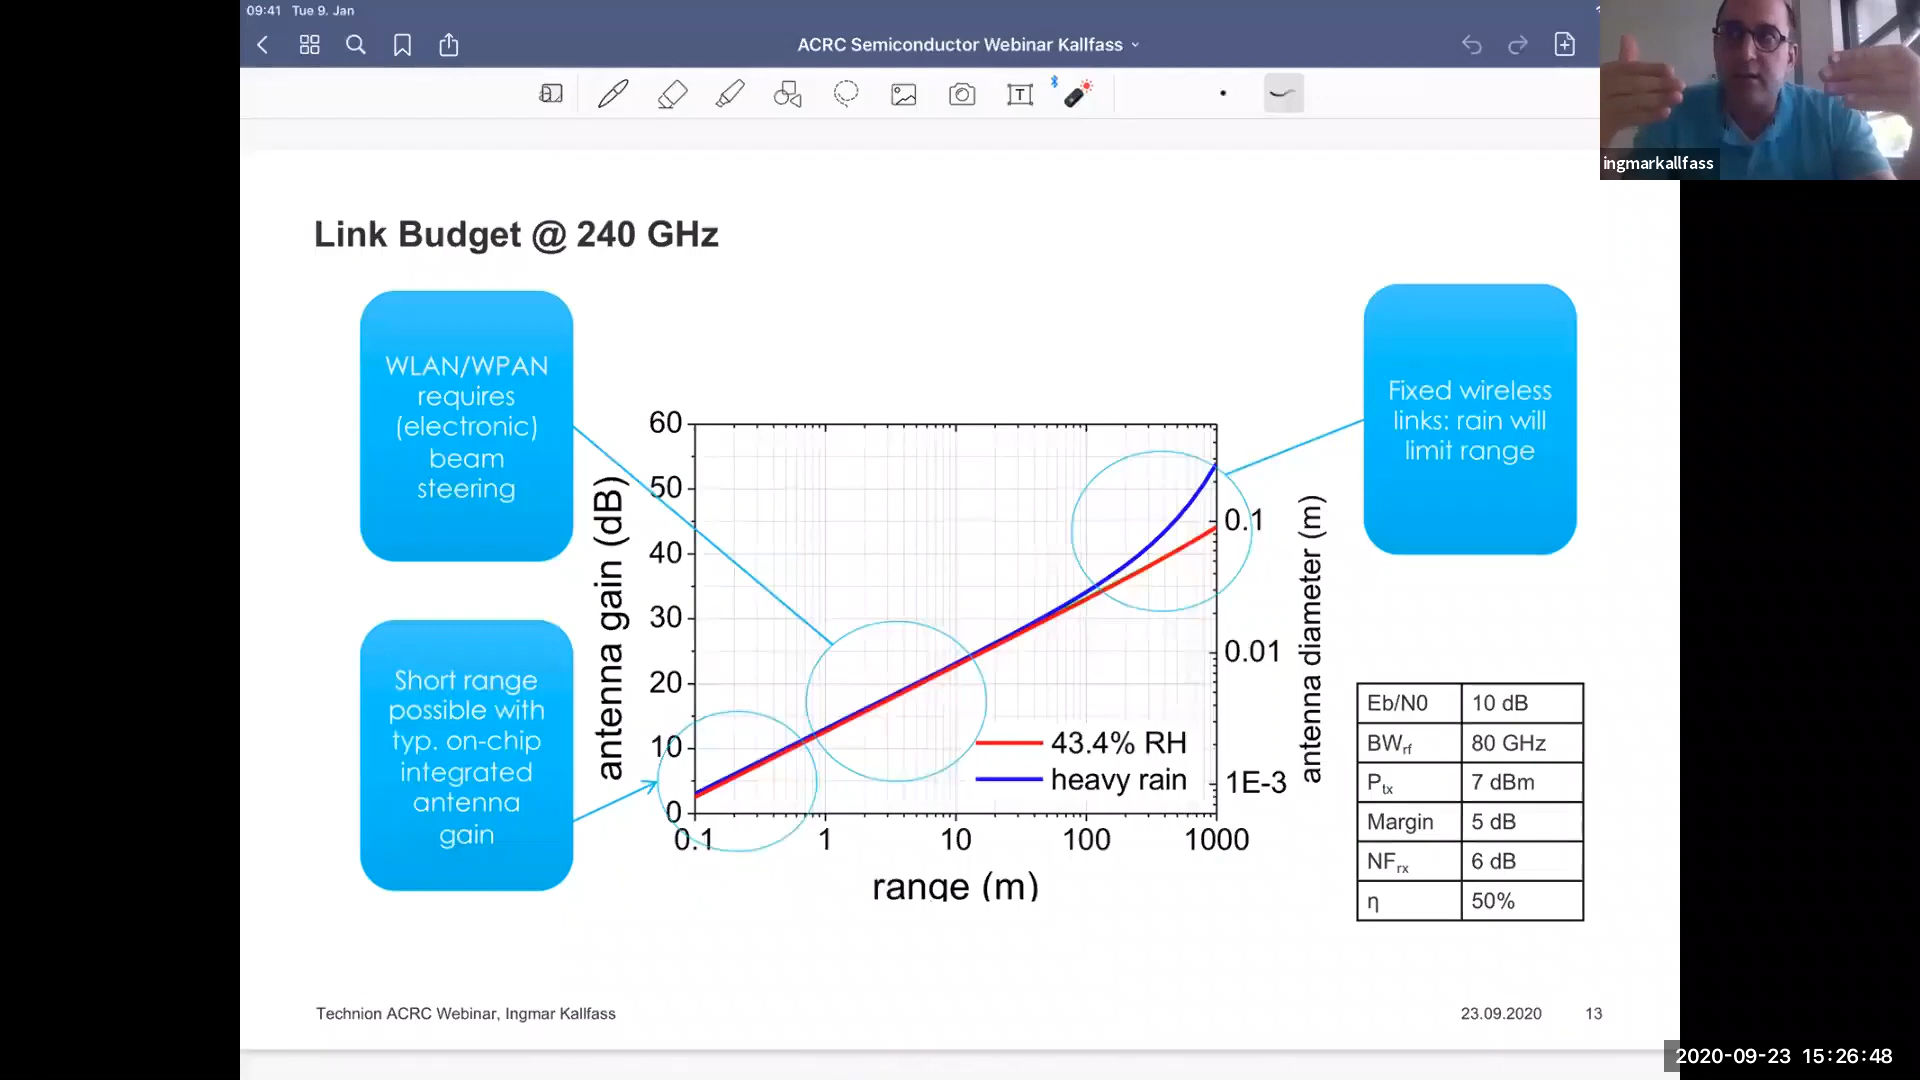 09:41 Tue 9. Jan
ACRC Semiconductor Webinar Kallfass
T
ingmarkallfass
Link Budget @ 240 GHz
WLAN/WPAN
requires
(electronic)
beam
steering
Short range
possible with
typ. on-chip
integrated
antenna
gain
Fixed wireless
links: rain will
limit range
antenna gain (dB)
60
50
40
30
20
10
0
0.1
1
10
100
1000
range (m)
43.4% RH
heavy rain
0.1
0.01
1E-3
antenna diameter (m)
Eb/N0 10 dB
BWrf 80 GHz
Ptx 7 dBm
Margin 5 dB
NFrx 6 dB
η 50%
Technion ACRC Webinar, Ingmar Kallfass
23.09.2020 13
2020-09-23 15:26:48